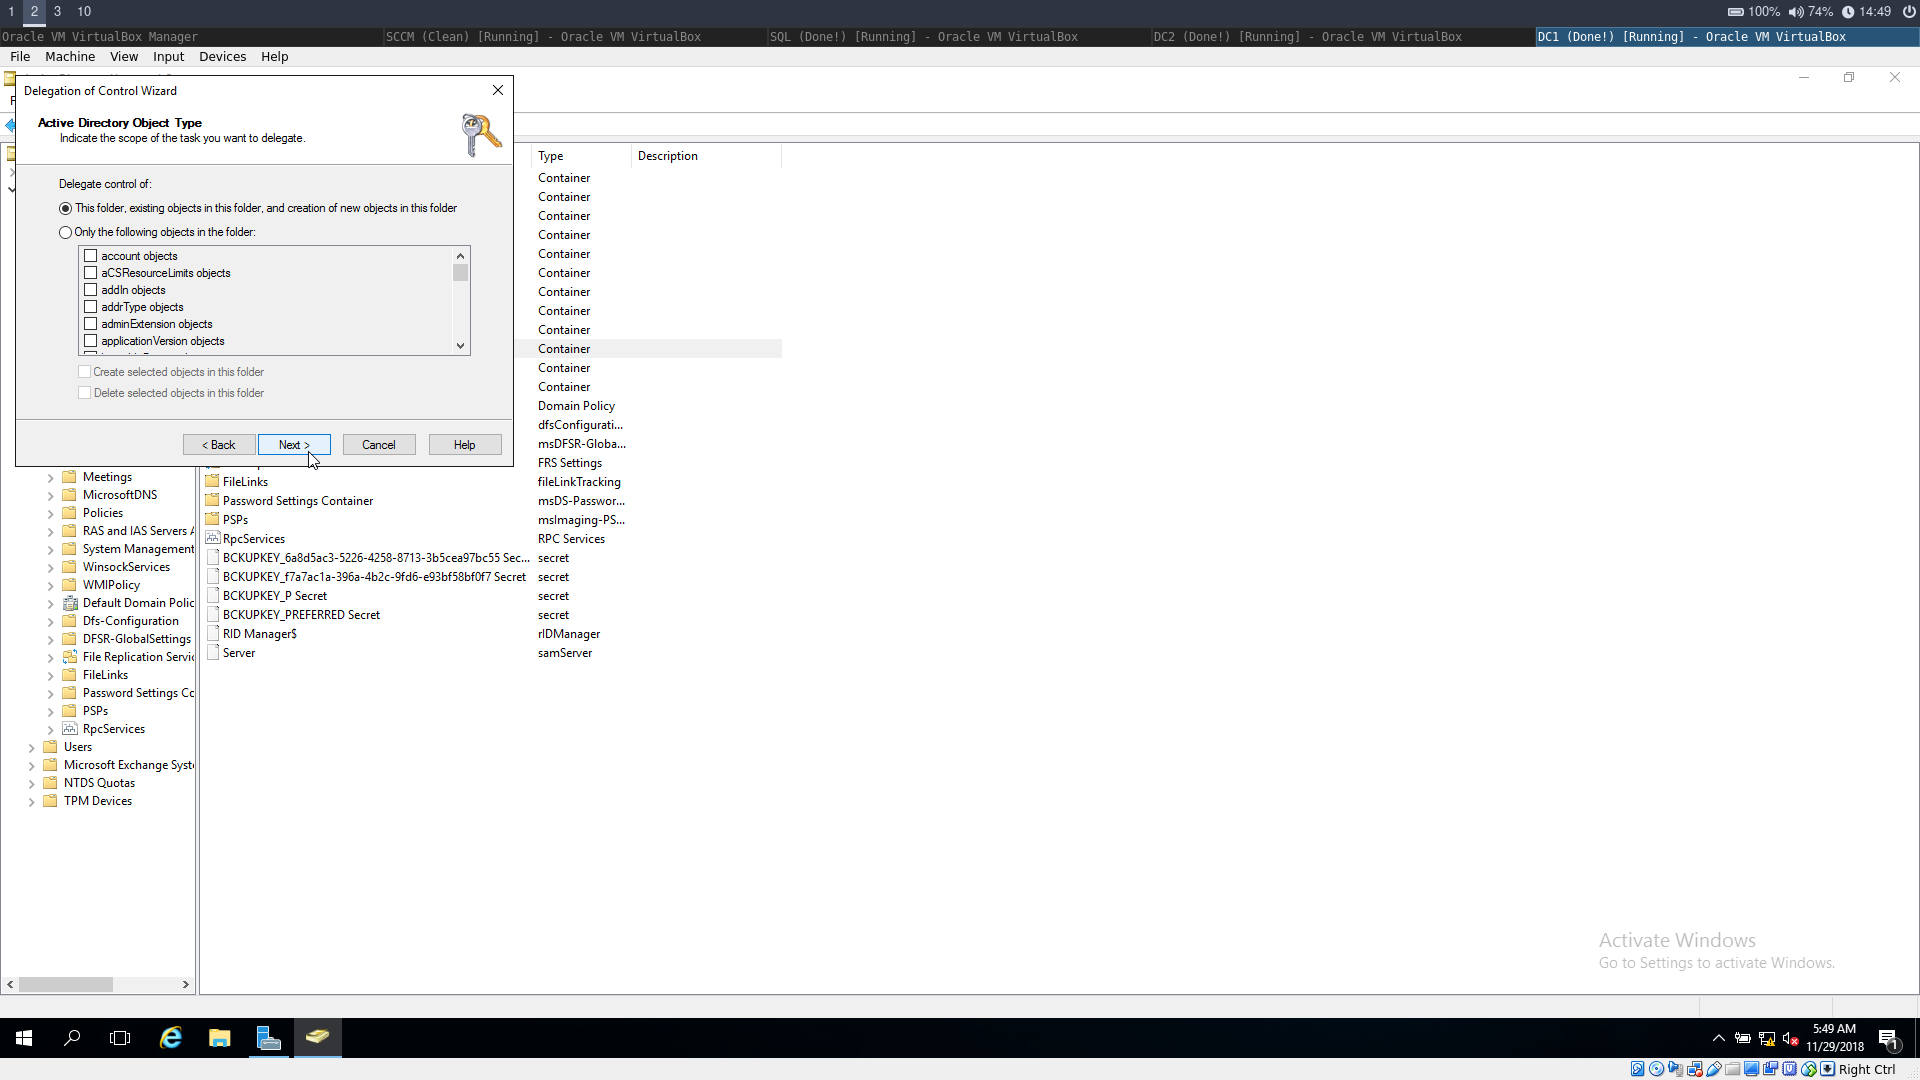 1 2 3 10
100% 74% 14:49
Oracle VM VirtualBox Manager
SCCM (Clean) [Running] - Oracle VM VirtualBox
SQL (Done!) [Running] - Oracle VM VirtualBox
DC2 (Done!) [Running] - Oracle VM VirtualBox
DC1 (Done!) [Running] - Oracle VM VirtualBox
File Machine View Input Devices Help
Delegation of Control Wizard
Active Directory Object Type
Indicate the scope of the task you want to delegate.
Delegate control of:
This folder, existing objects in this folder, and creation of new objects in this folder
Only the following objects in the folder:
account objects
aCSResourceLimits objects
addIn objects
addrType objects
adminExtension objects
applicationVersion objects
Create selected objects in this folder
Delete selected objects in this folder
< Back Next > Cancel Help
Meetings
MicrosoftDNS
Policies
RAS and IAS Servers A
System Management
WinsockServices
WMIPolicy
Default Domain Polic
Dfs-Configuration
DFSR-GlobalSettings
File Replication Servic
FileLinks
Password Settings Co
PSPs
RpcServices
Users
Microsoft Exchange Syst
NTDS Quotas
TPM Devices
Type Description
Container
Container
Container
Container
Container
Container
Container
Container
Container
Container
Container
Container
Domain Policy
dfsConfigurati...
msDFSR-Globa...
FRS Settings
FileLinks fileLinkTracking
Password Settings Container msDS-Passwor...
PSPs msImaging-PS...
RpcServices RPC Services
BCKUPKEY_6a8d5ac3-5226-4258-8713-3b5cea97bc55 Sec... secret
BCKUPKEY_f7a7ac1a-396a-4b2c-9fd6-e93bf58bf0f7 Secret secret
BCKUPKEY_P Secret secret
BCKUPKEY_PREFERRED Secret secret
RID Manager$ rIDManager
Server samServer
Activate Windows
Go to Settings to activate Windows.
5:49 AM
11/29/2018
1
Right Ctrl